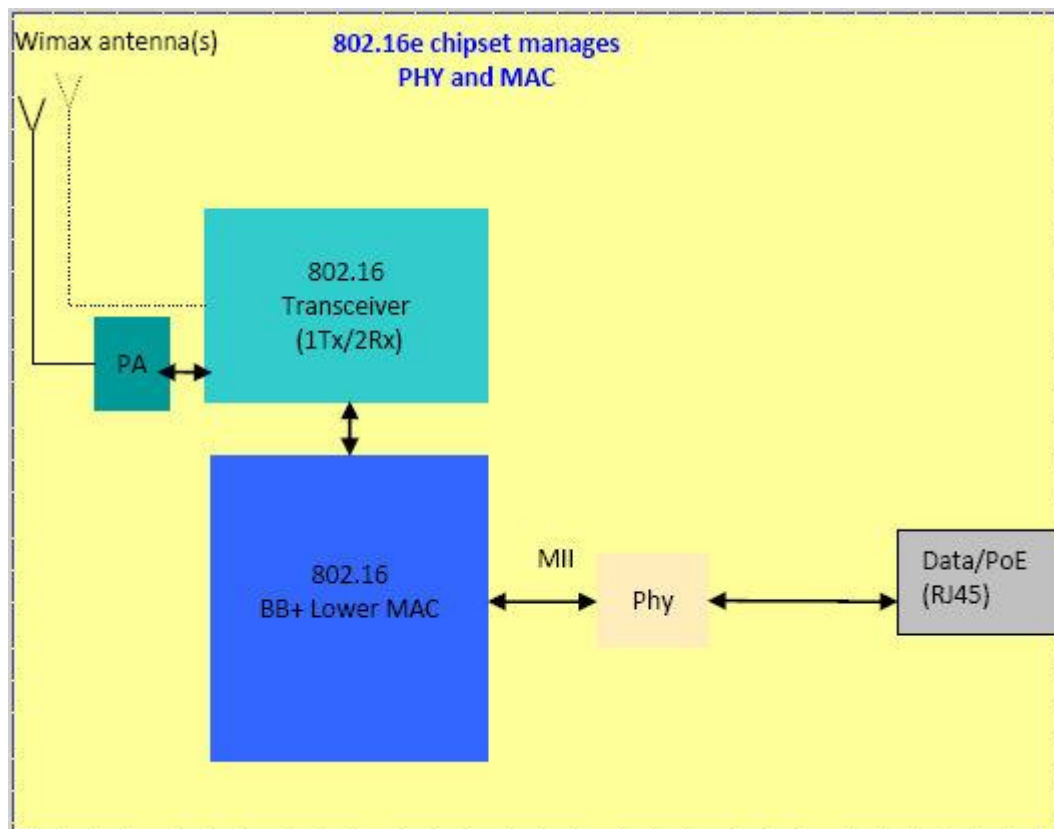 Wimax antenna(s)
802.16e chipset manages
PHY and MAC
802.16
Transceiver
(1Tx/2Rx)
PA
802.16
BB+ Lower MAC
MII
Phy
Data/PoE
(RJ45)